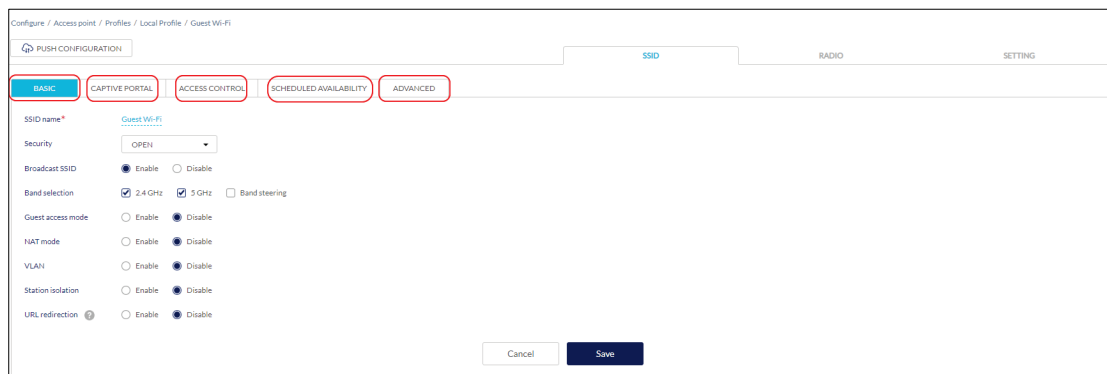 Configure / Access point / Profiles / Local Profile / Guest Wi-Fi
PUSH CONFIGURATION
SSID RADIO SETTING
BASIC CAPTIVE PORTAL ACCESS CONTROL SCHEDULED AVAILABILITY ADVANCED
SSID name* Guest Wi-Fi
Security OPEN
Broadcast SSID Enable Disable
Band selection 2.4 GHz 5 GHz Band steering
Guest access mode Enable Disable
NAT mode Enable Disable
VLAN Enable Disable
Station isolation Enable Disable
URL redirection ? Enable Disable
Cancel Save